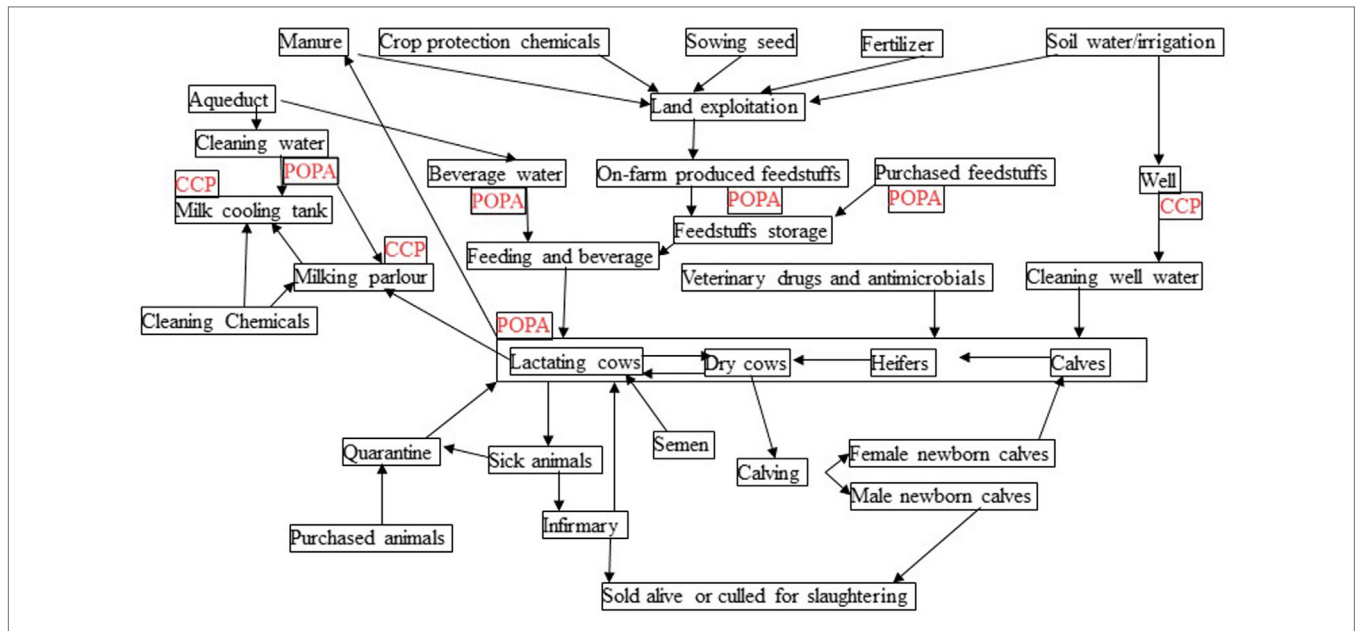 Manure
Crop protection chemicals
Sowing seed
Fertilizer
Soil water/irrigation
Aqueduct
Land exploitation
Cleaning water
POPA
Beverage water
POPA
On-farm produced feedstuffs
POPA
Purchased feedstuffs
POPA
Well
CCP
CCP
Milk cooling tank
Feedstuffs storage
CCP
Milking parlour
Feeding and beverage
Veterinary drugs and antimicrobials
Cleaning well water
Cleaning Chemicals
POPA
Lactating cows
Dry cows
Heifers
Calves
Quarantine
Sick animals
Semen
Calving
Female newborn calves
Male newborn calves
Infirmary
Purchased animals
Sold alive or culled for slaughtering